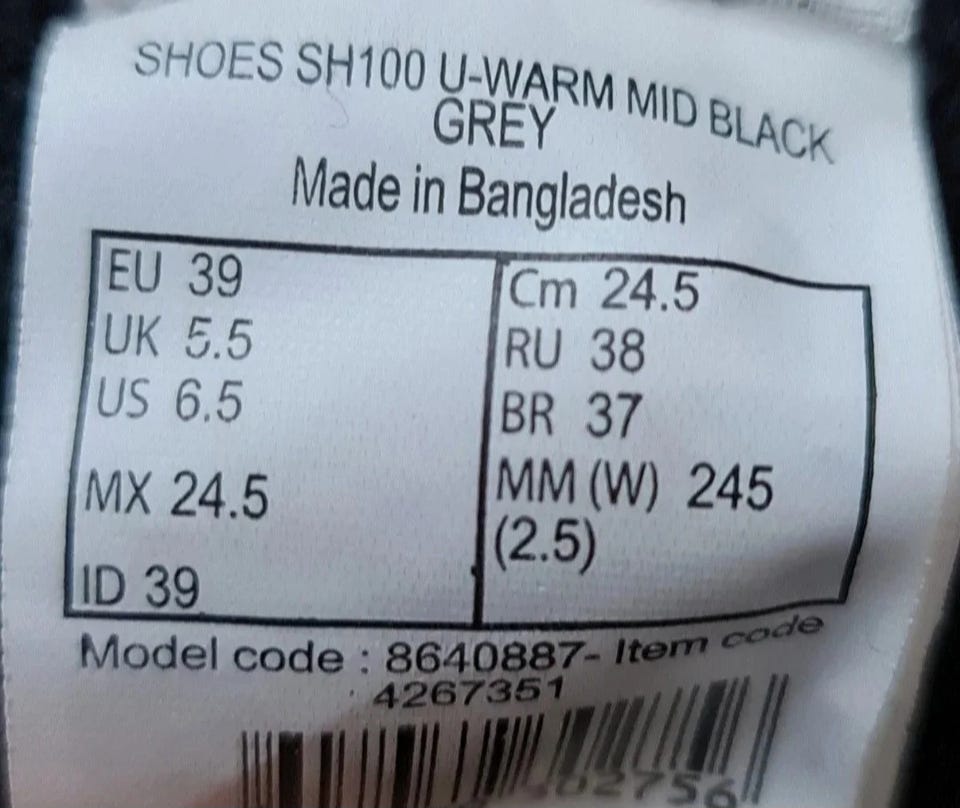 SHOES SH100 U-WARM MID BLACK
GREY
Made in Bangladesh
EU 39
UK 5.5
US 6.5
MX 24.5
ID 39
Cm 24.5
RU 38
BR 37
MM (W) 245
(2.5)
Model code : 8640887- Item code
4267351